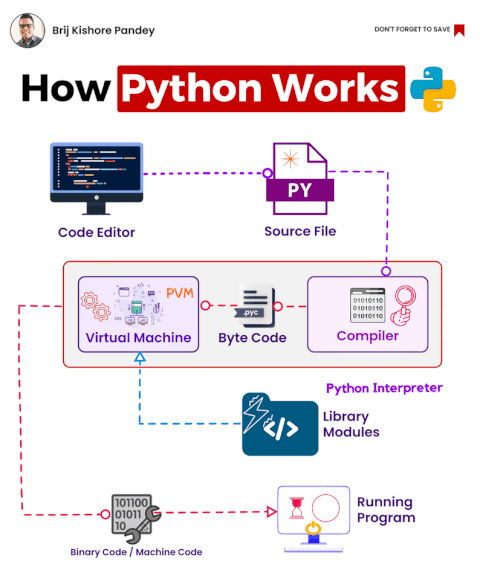 Brij Kishore Pandey
DON'T FORGET TO SAVE
How Python Works
PY
Code Editor
Source File
PVM
Virtual Machine
.pyc
Byte Code
01010110
01010110
01010110
Compiler
Python Interpreter
</>
Library
Modules
101100
01011
10
Binary Code / Machine Code
Running
Program